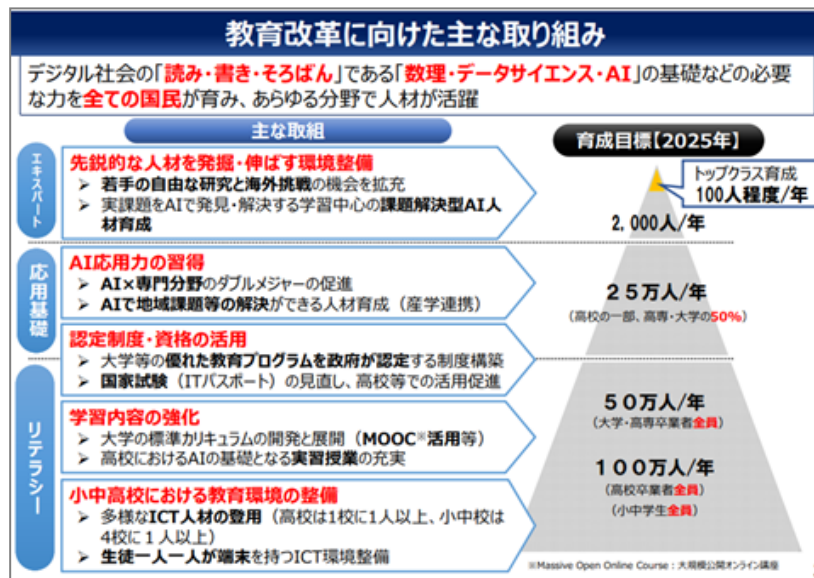 教育改革に向けた主な取り組み
デジタル社会の「読み・書き・そろばん」である「数理・データサイエンス・AI」の基礎などの必要
な力を全ての国民が育み、あらゆる分野で人材が活躍
主な取組
育成目標【2025年】
エキスパート
先鋭的な人材を発掘・伸ばす環境整備
➢ 若手の自由な研究と海外挑戦の機会を拡充
➢ 実課題をAIで発見・解決する学習中心の課題解決型AI人
材育成
トップクラス育成
100人程度/年
2,000人/年
応用基礎
AI応用力の習得
➢ AI×専門分野のダブルメジャーの促進
➢ AIで地域課題等の解決ができる人材育成（産学連携）
25万人/年
（高校の一部、高専・大学の50%）
認定制度・資格の活用
➢ 大学等の優れた教育プログラムを政府が認定する制度構築
➢ 国家試験（ITパスポート）の見直し、高校等での活用促進
リテラシー
学習内容の強化
➢ 大学の標準カリキュラムの開発と展開（MOOC※活用等）
➢ 高校におけるAIの基礎となる実習授業の充実
50万人/年
（大学・高専卒業者全員）
100万人/年
（高校卒業者全員）
（小中学生全員）
小中高校における教育環境の整備
➢ 多様なICT人材の登用（高校は1校に1人以上、小中校は
4校に1人以上）
➢ 生徒一人一人が端末を持つICT環境整備
※Massive Open Online Course：大規模公開オンライン講座